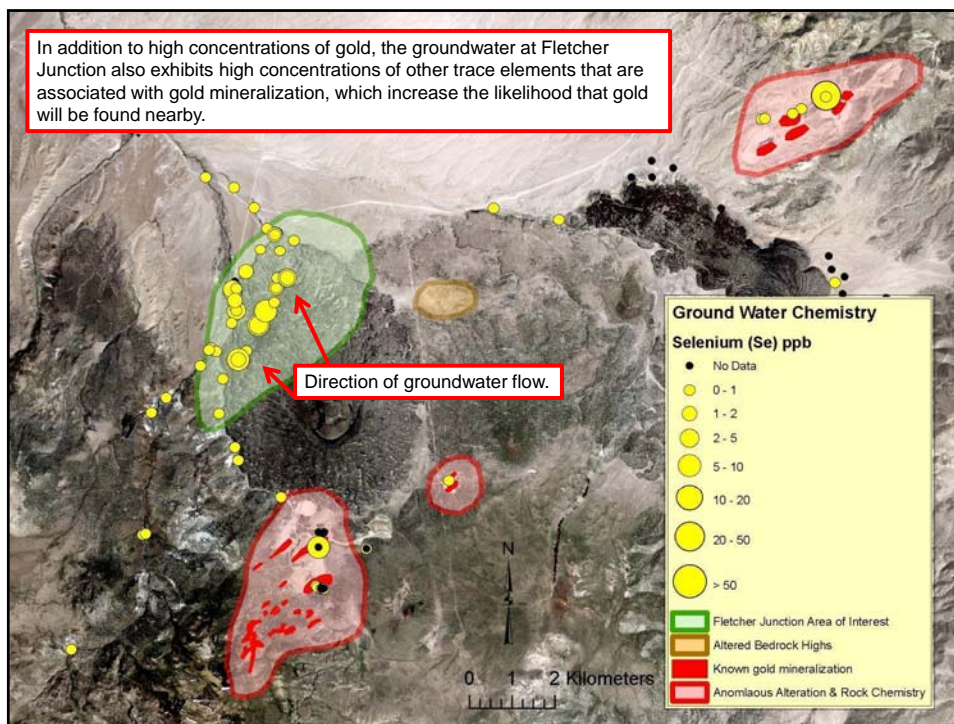 In addition to high concentrations of gold, the groundwater at Fletcher
Junction also exhibits high concentrations of other trace elements that are
associated with gold mineralization, which increase the likelihood that gold
will be found nearby.
Direction of groundwater flow.
Ground Water Chemistry
Selenium (Se) ppb
No Data
0 - 1
1 - 2
2 - 5
5 - 10
10 - 20
20 - 50
> 50
Fletcher Junction Area of Interest
Altered Bedrock Highs
Known gold mineralization
Anomlaous Alteration & Rock Chemistry
N
0 1 2 Kilometers